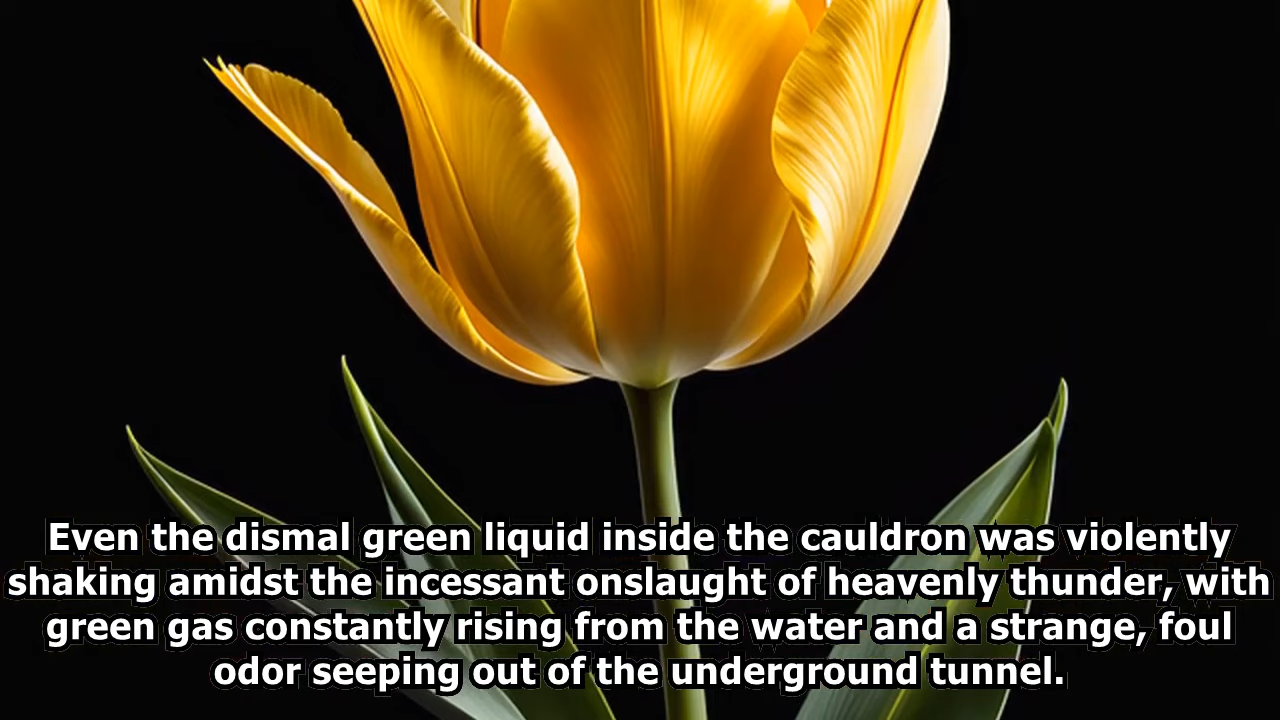 Even the dismal green liquid inside the cauldron was violently
shaking amidst the incessant onslaught of heavenly thunder, with
green gas constantly rising from the water and a strange, foul
odor seeping out of the underground tunnel.